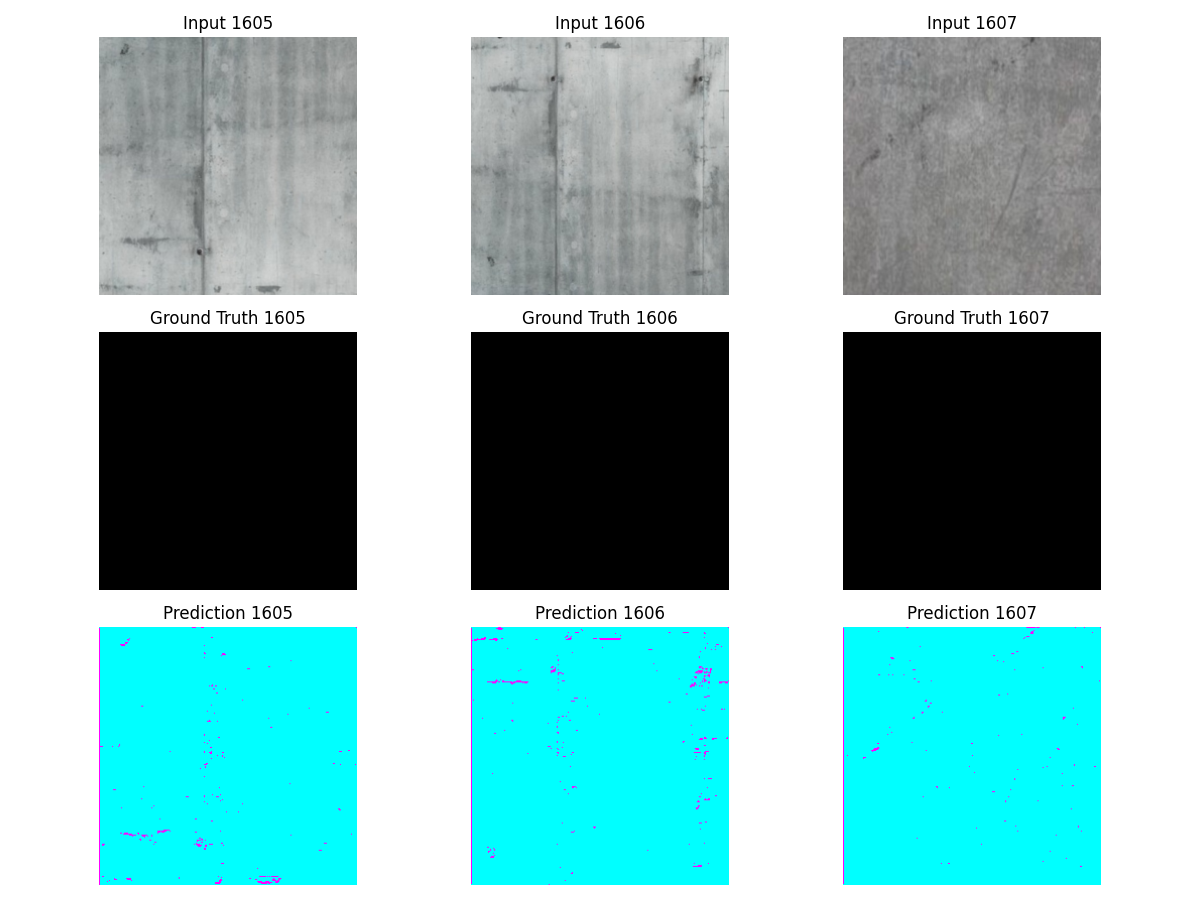 Input 1605
Input 1606
Input 1607
Ground Truth 1605
Ground Truth 1606
Ground Truth 1607
Prediction 1605
Prediction 1606
Prediction 1607